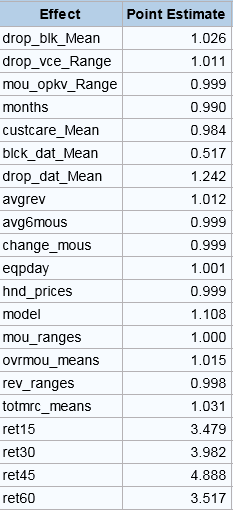 Effect Point Estimate
drop_blk_Mean 1.026
drop_vce_Range 1.011
mou_opkv_Range 0.999
months 0.990
custcare_Mean 0.984
blck_dat_Mean 0.517
drop_dat_Mean 1.242
avgrev 1.012
avg6mous 0.999
change_mous 0.999
eqpday 1.001
hnd_prices 0.999
model 1.108
mou_ranges 1.000
ovrmou_means 1.015
rev_ranges 0.998
totmrc_means 1.031
ret15 3.479
ret30 3.982
ret45 4.888
ret60 3.517